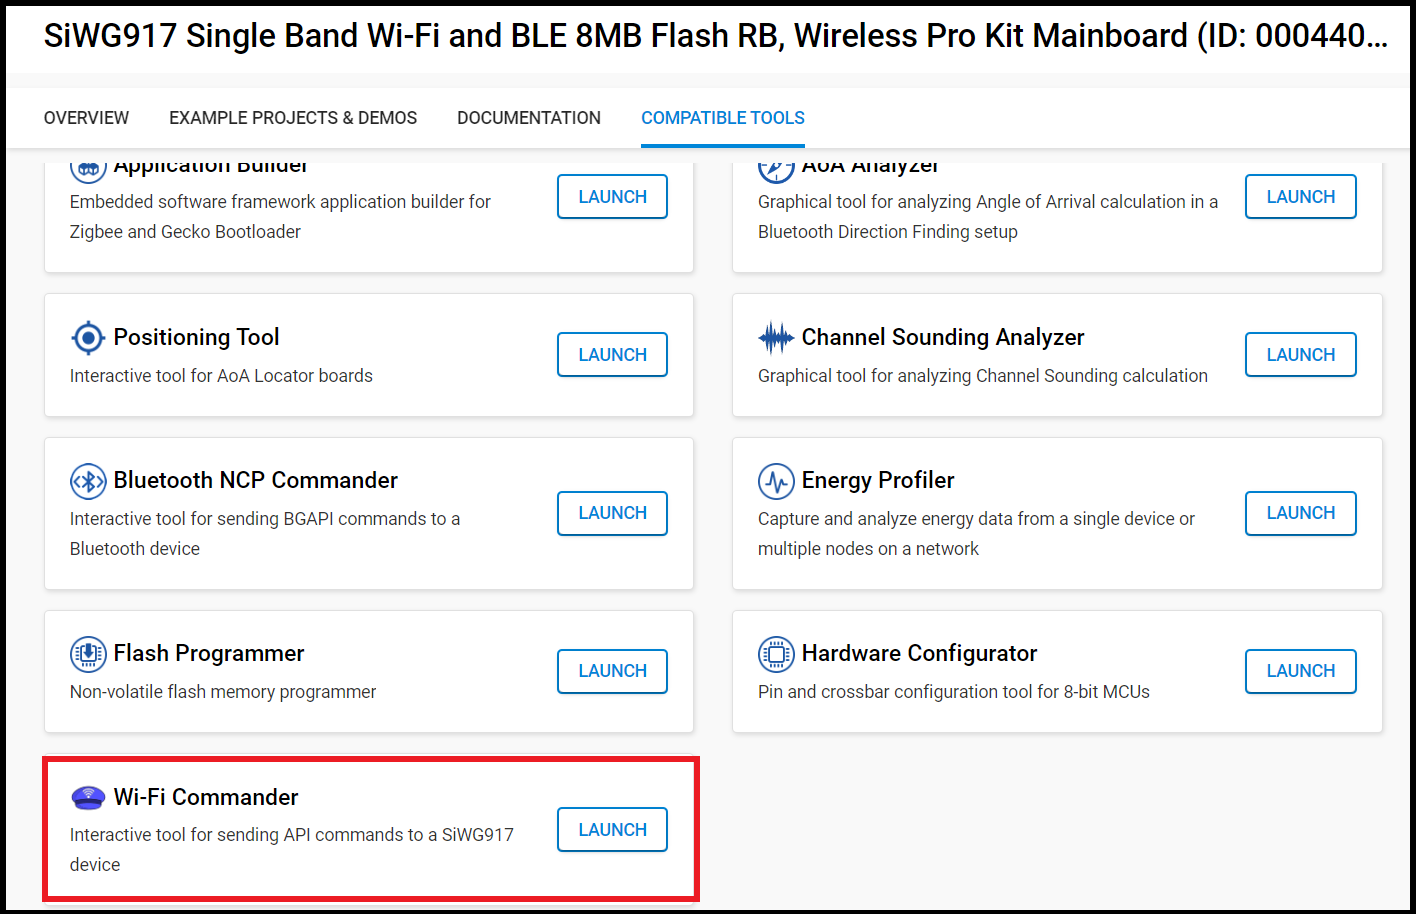 SiWG917 Single Band Wi-Fi and BLE 8MB Flash RB, Wireless Pro Kit Mainboard (ID: 000440...
OVERVIEW EXAMPLE PROJECTS & DEMOS DOCUMENTATION COMPATIBLE TOOLS
Application Builder
Embedded software framework application builder for
Zigbee and Gecko Bootloader
LAUNCH
AoA Analyzer
Graphical tool for analyzing Angle of Arrival calculation in a
Bluetooth Direction Finding setup
LAUNCH
Positioning Tool
Interactive tool for AoA Locator boards
LAUNCH
Channel Sounding Analyzer
Graphical tool for analyzing Channel Sounding calculation
LAUNCH
Bluetooth NCP Commander
Interactive tool for sending BGAPI commands to a
Bluetooth device
LAUNCH
Energy Profiler
Capture and analyze energy data from a single device or
multiple nodes on a network
LAUNCH
Flash Programmer
Non-volatile flash memory programmer
LAUNCH
Hardware Configurator
Pin and crossbar configuration tool for 8-bit MCUs
LAUNCH
Wi-Fi Commander
Interactive tool for sending API commands to a SiWG917
device
LAUNCH